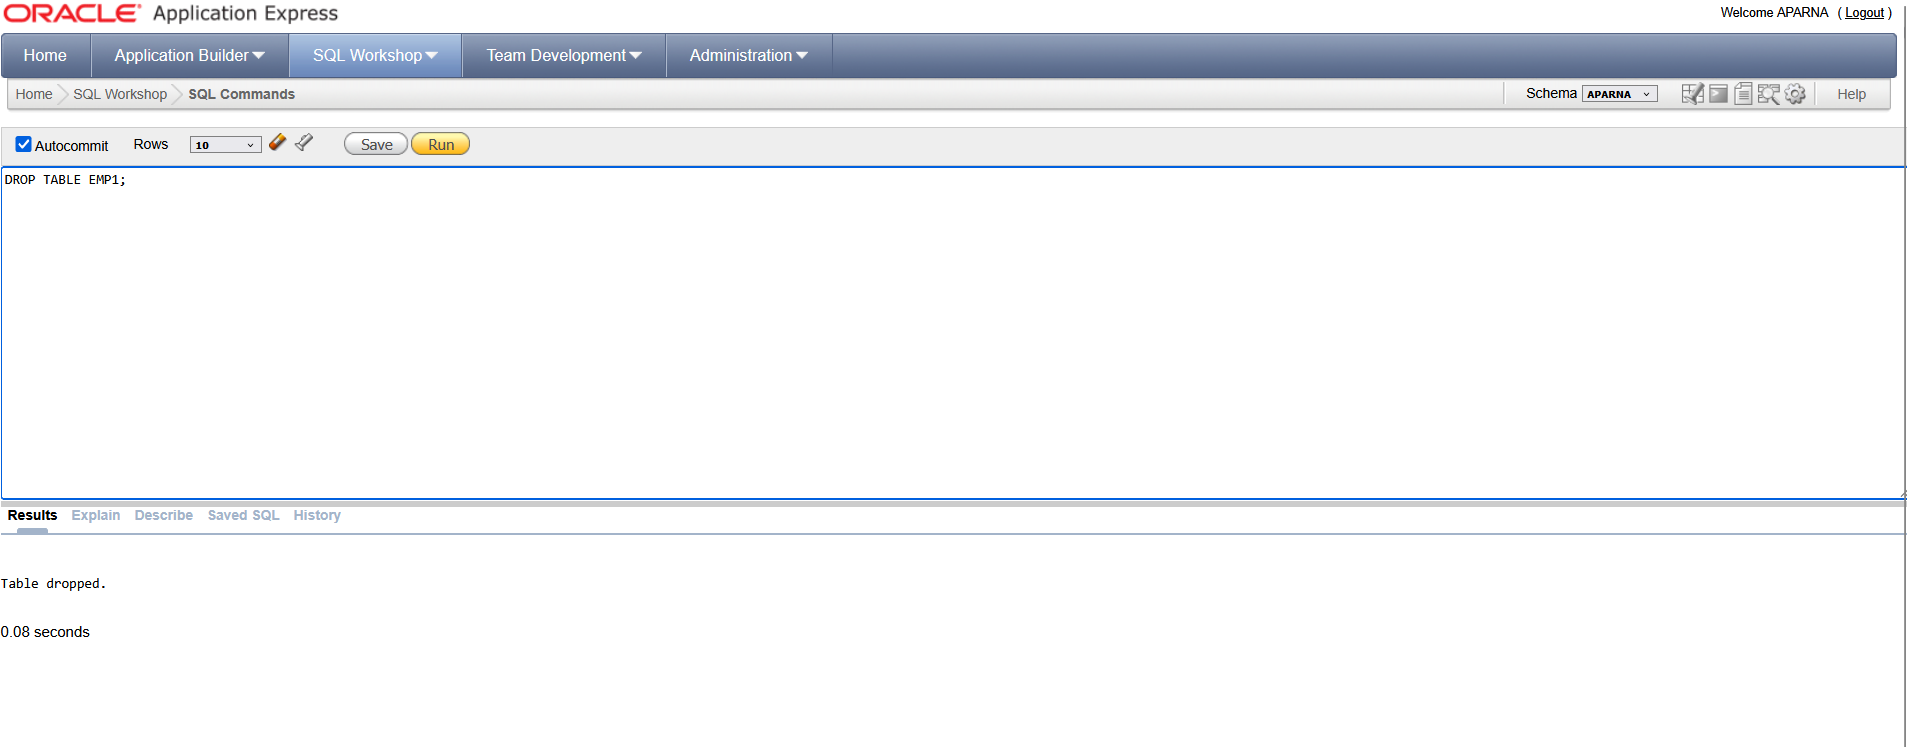 ORACLE Application Express
Welcome APARNA ( Logout )
Home Application Builder SQL Workshop Team Development Administration
Home SQL Workshop SQL Commands Schema APARNA Help
Autocommit Rows 10 Save Run
DROP TABLE EMP1;
Results Explain Describe Saved SQL History
Table dropped.
0.08 seconds